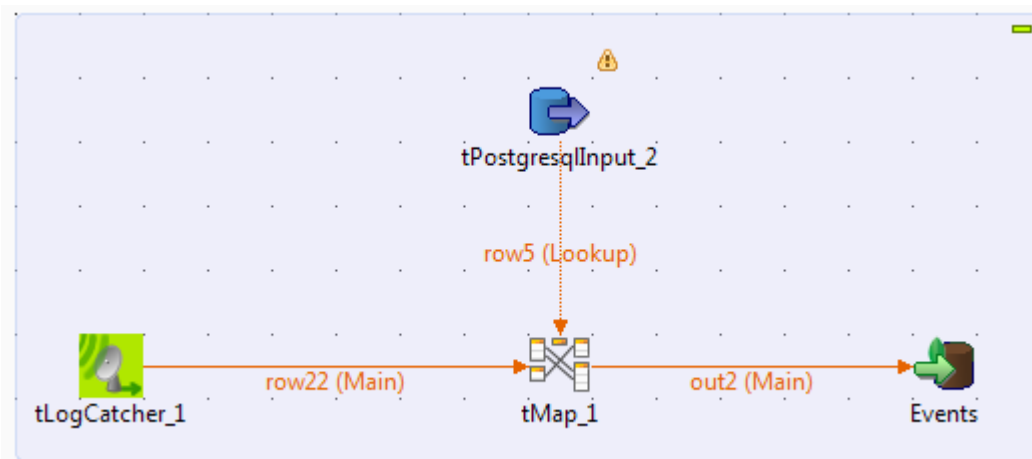 tPostgresqlInput_2
row5 (Lookup)
row22 (Main)
out2 (Main)
tLogCatcher_1
tMap_1
Events